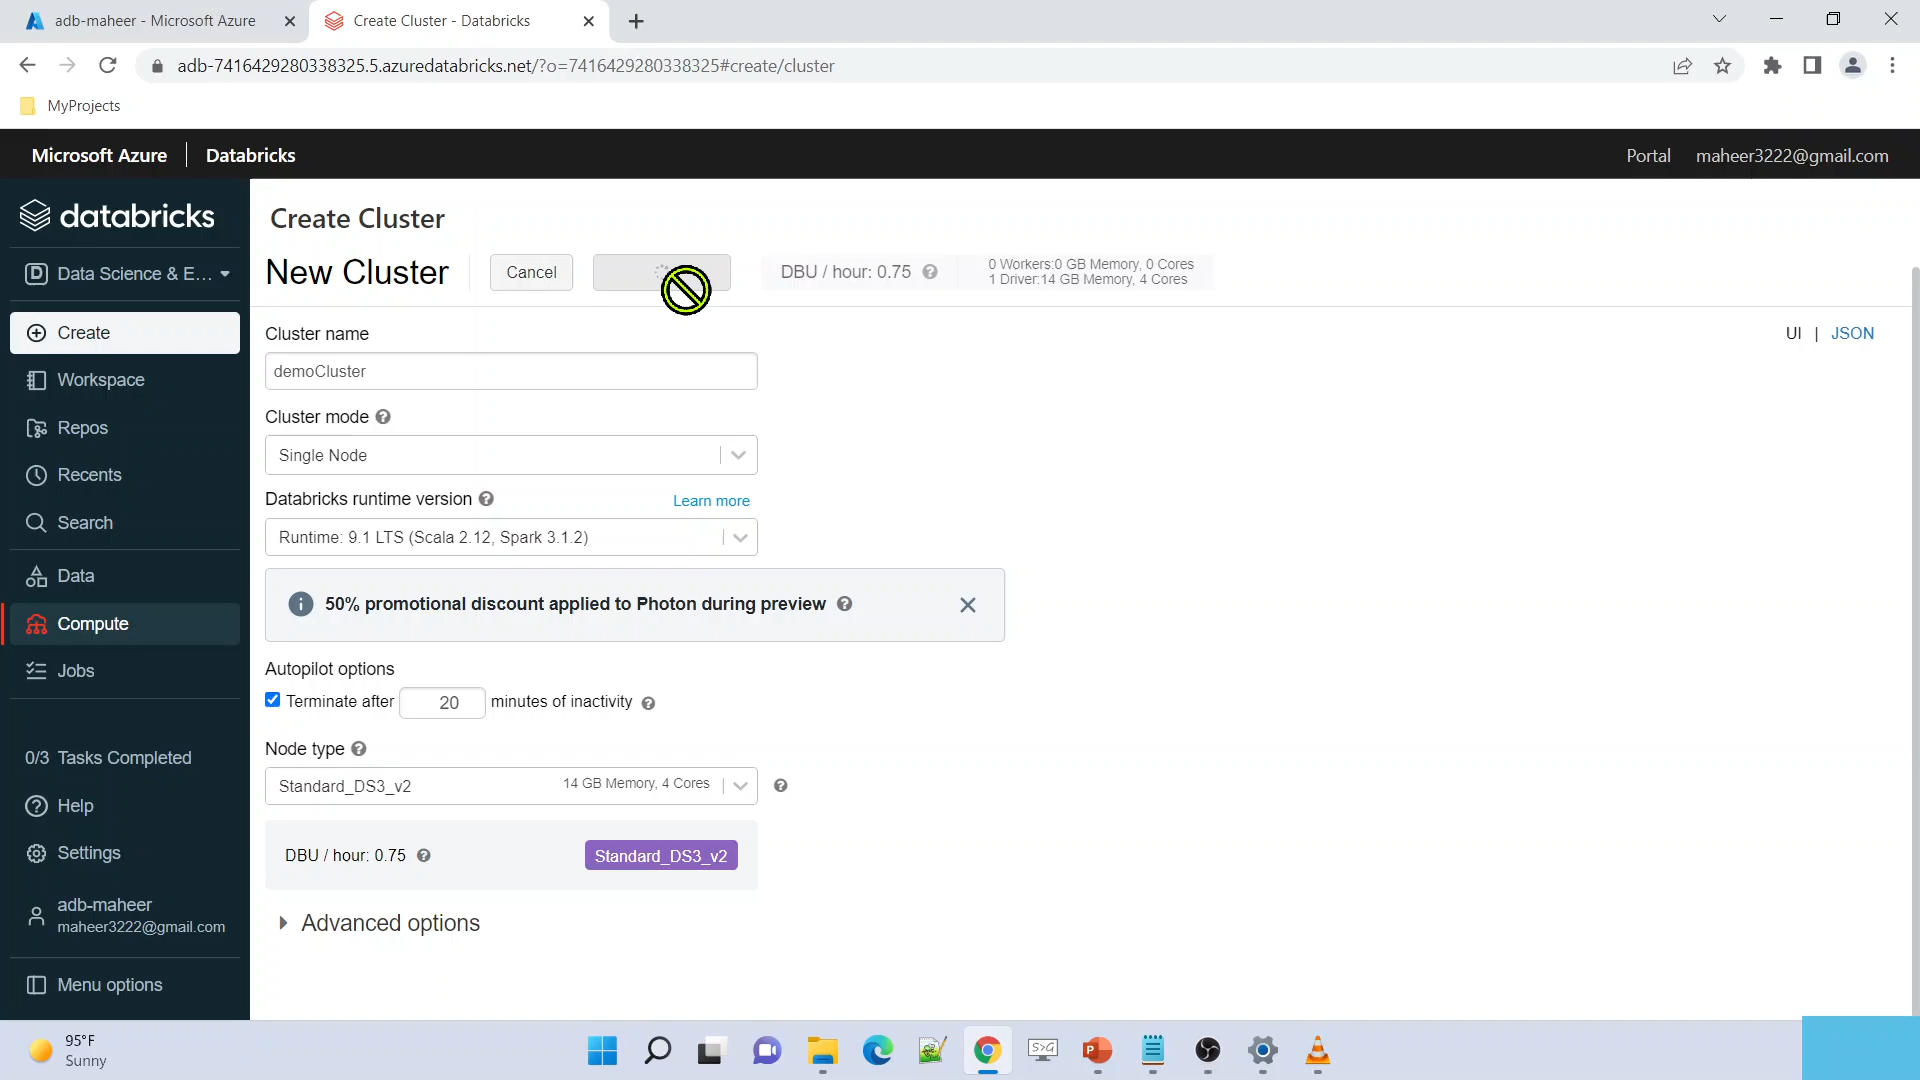 adb-maheer - Microsoft Azure
Create Cluster - Databricks
adb-7416429280338325.5.azuredatabricks.net/?o=7416429280338325#create/cluster
MyProjects
Microsoft Azure
Databricks
Portal
maheer3222@gmail.com
databricks
Data Science & E...
Create
Workspace
Repos
Recents
Search
Data
Compute
Jobs
0/3 Tasks Completed
Help
Settings
adb-maheer
maheer3222@gmail.com
Menu options
Create Cluster
New Cluster
Cancel
DBU / hour: 0.75
0 Workers:0 GB Memory, 0 Cores
1 Driver:14 GB Memory, 4 Cores
UI | JSON
Cluster name
demoCluster
Cluster mode
Single Node
Databricks runtime version
Learn more
Runtime: 9.1 LTS (Scala 2.12, Spark 3.1.2)
50% promotional discount applied to Photon during preview
Autopilot options
Terminate after 20 minutes of inactivity
Node type
Standard_DS3_v2 14 GB Memory, 4 Cores
DBU / hour: 0.75
Standard_DS3_v2
Advanced options
95°F
Sunny